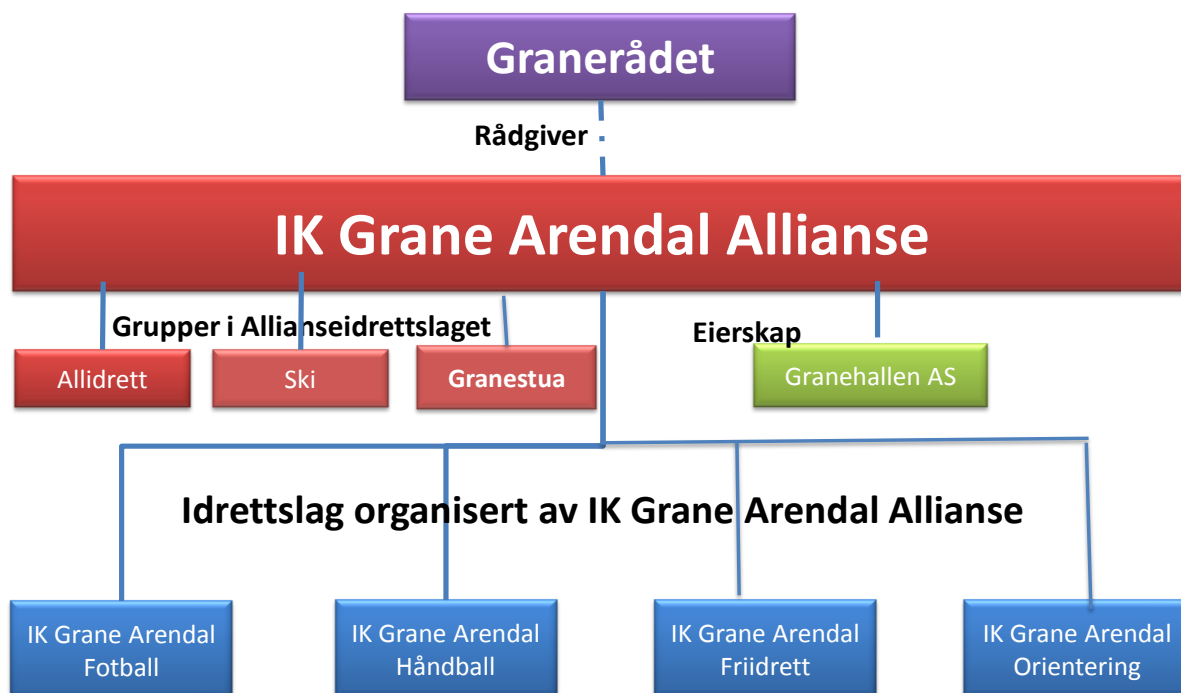 Granerådet
Rådgiver
IK Grane Arendal Allianse
Grupper i Allianseidrettslaget
Eierskap
Allidrett
Ski
Granestua
Granehallen AS
Idrettslag organisert av IK Grane Arendal Allianse
IK Grane Arendal
Fotball
IK Grane Arendal
Håndball
IK Grane Arendal
Friidrett
IK Grane Arendal
Orientering